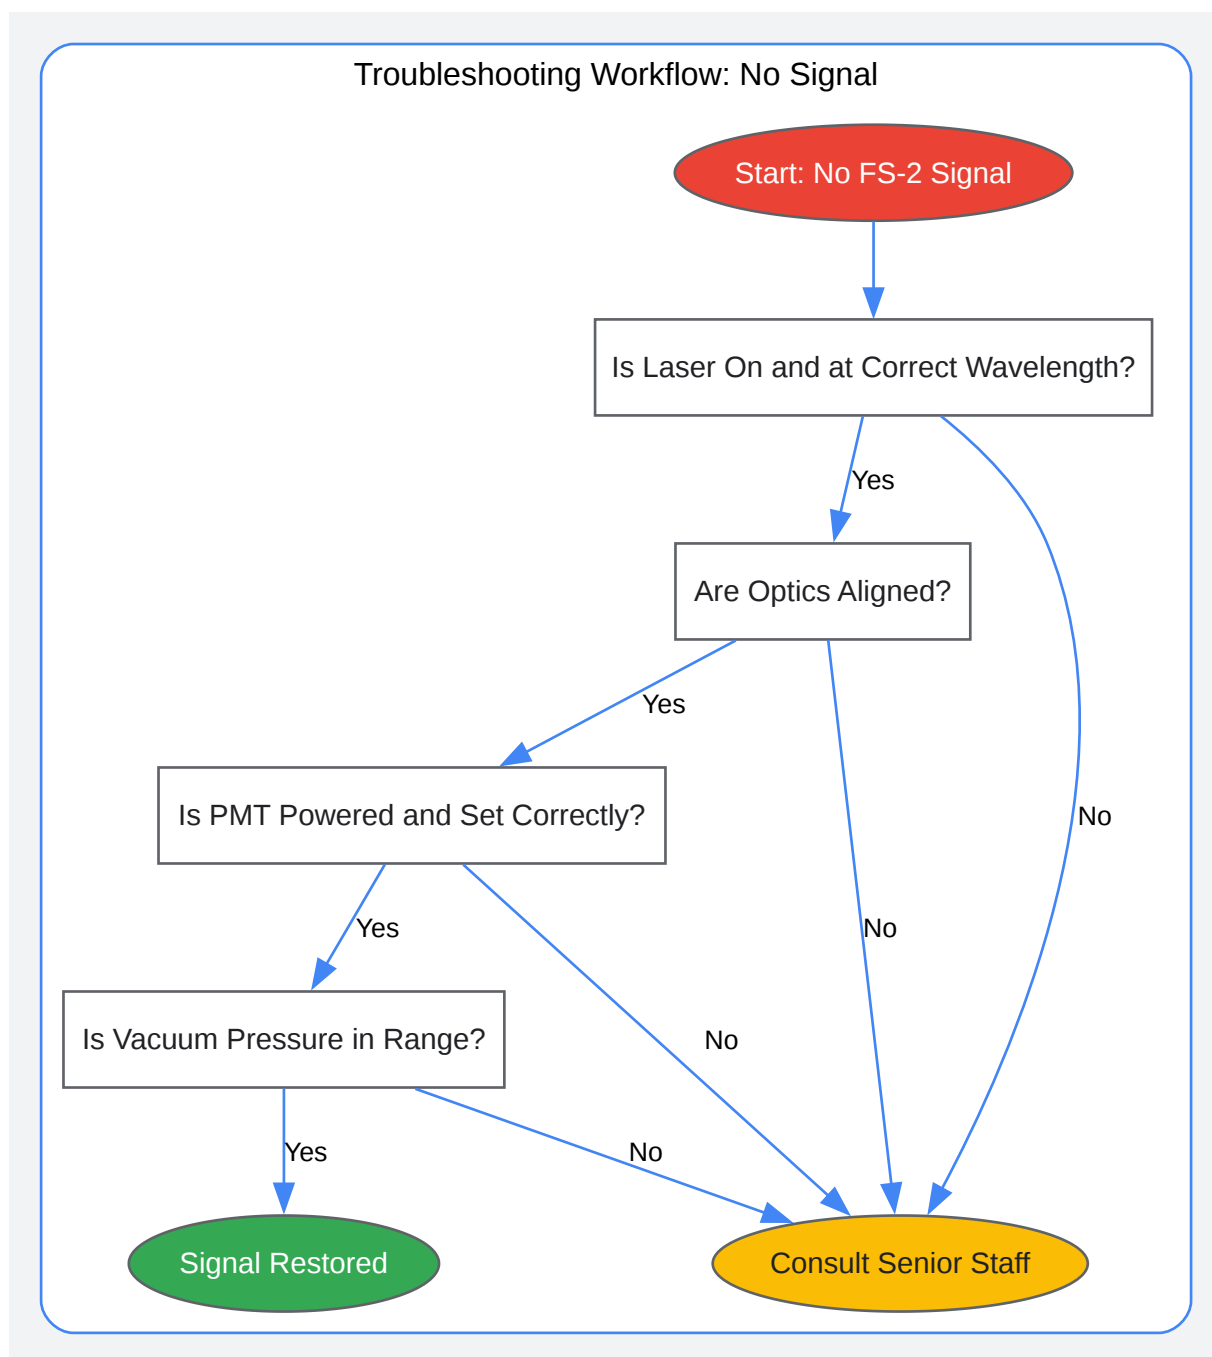 Troubleshooting Workflow: No Signal
Start: No FS-2 Signal
Is Laser On and at Correct Wavelength?
Yes
Are Optics Aligned?
Yes
Is PMT Powered and Set Correctly?
No
Yes
No
Is Vacuum Pressure in Range?
No
Yes
No
Signal Restored
Consult Senior Staff